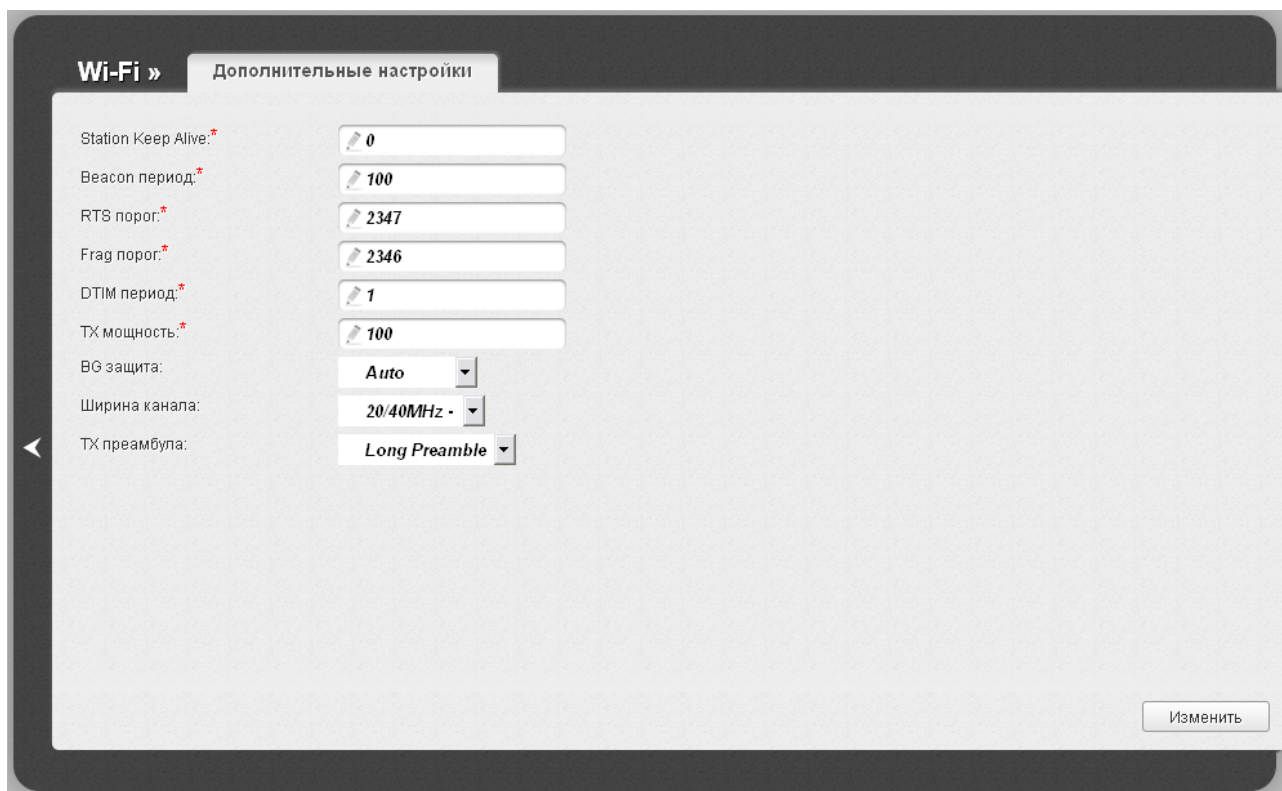 Wi-Fi » Дополнительные настройки
Station Keep Alive:* 0
Beacon период:* 100
RTS порог:* 2347
Frag порог:* 2346
DTIM период:* 1
TX мощность:* 100
BG защита: Auto
Ширина канала: 20/40MHz -
TX преамбула: Long Preamble
Изменить